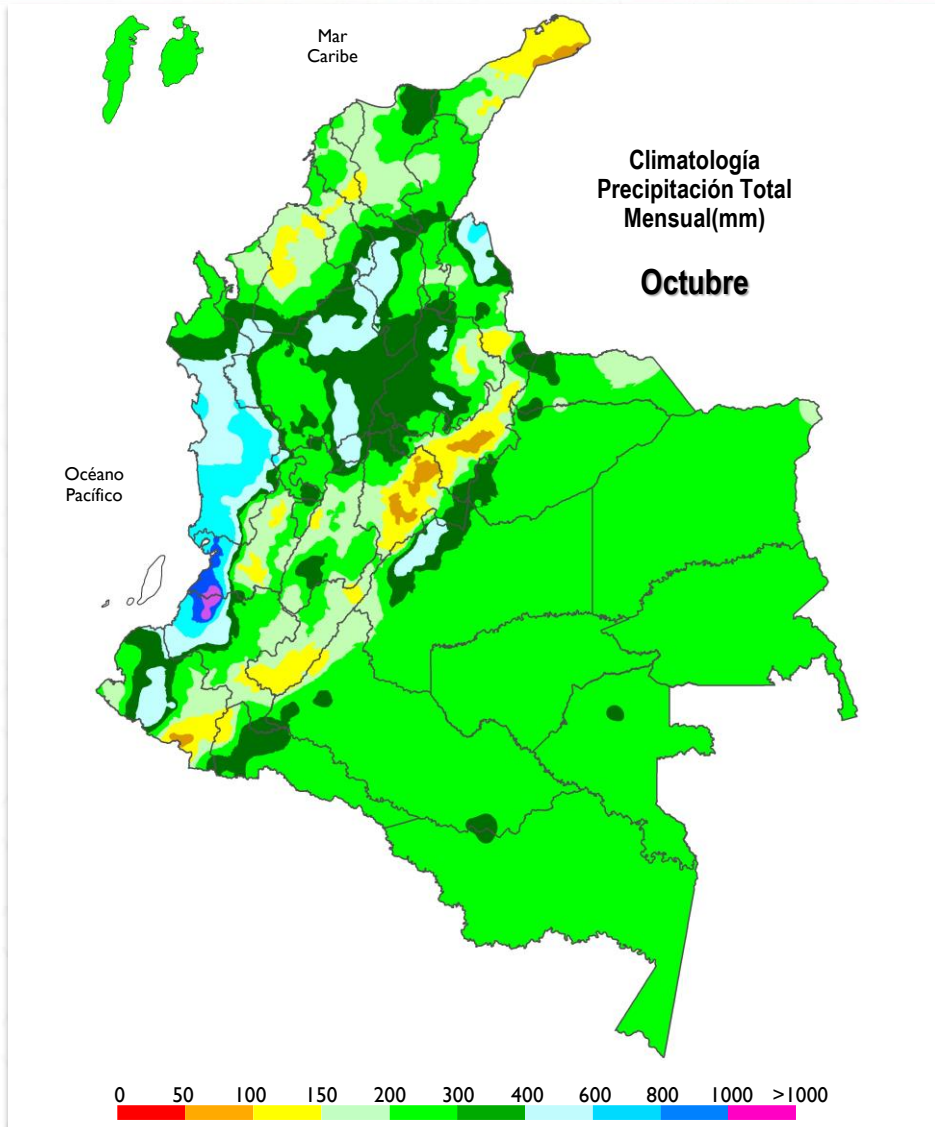 Mar
Caribe
Climatología
Precipitación Total
Mensual(mm)
Octubre
Océano
Pacífico
0 50 100 150 200 300 400 600 800 1000 >1000